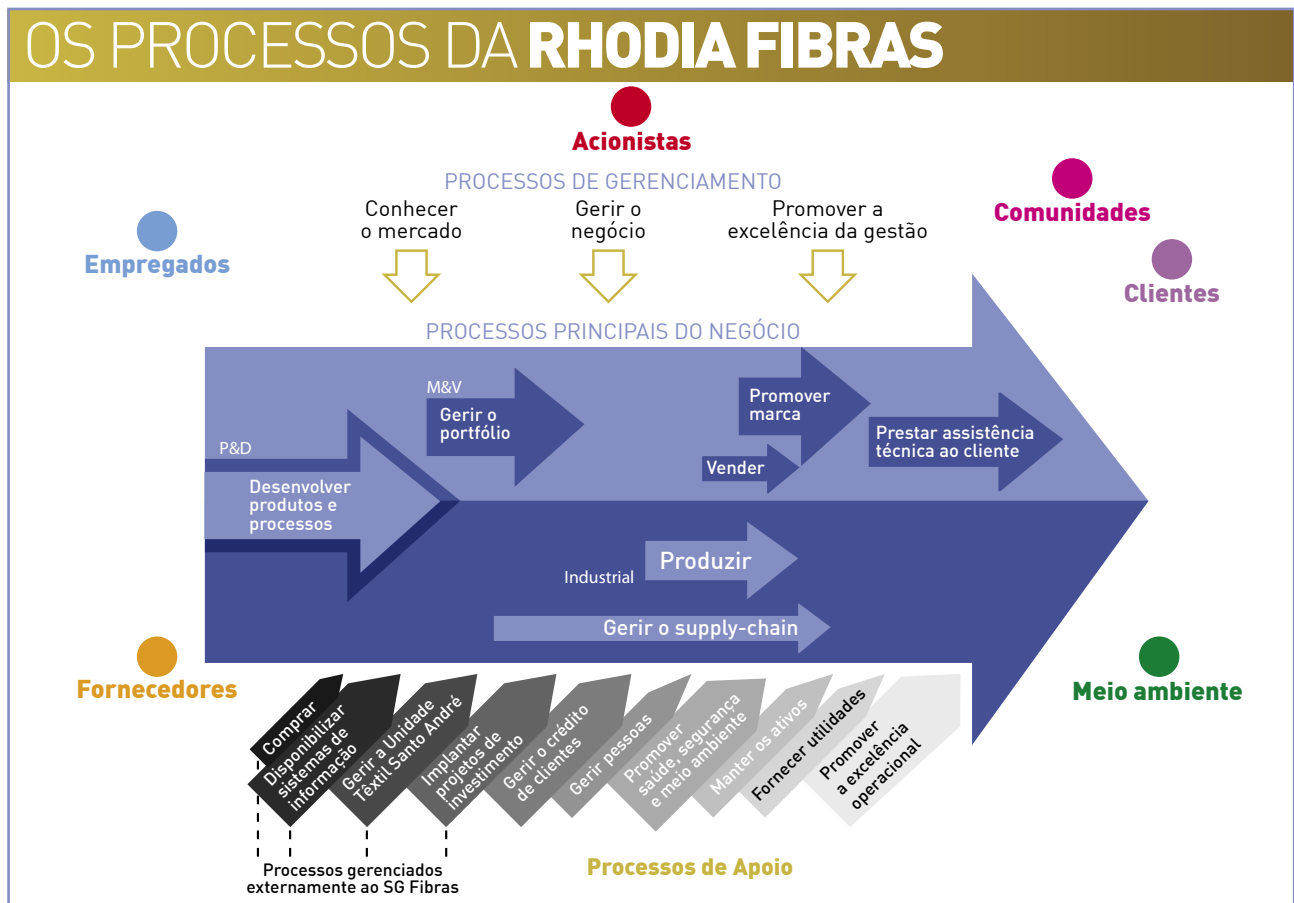 OS PROCESSOS DA RHODIA FIBRAS
Acionistas
PROCESSOS DE GERENCIAMENTO
Comunidades
Conhecer
o mercado
Gerir o
negócio
Promover a
excelência da gestão
Empregados
Clientes
PROCESSOS PRINCIPAIS DO NEGÓCIO
P&D
Desenvolver
produtos e
processos
M&V
Gerir o
portfólio
Promover
marca
Vender
Prestar assistência
técnica ao cliente
Industrial
Produzir
Gerir o supply-chain
Fornecedores
Meio ambiente
Comprar
Disponibilizar
sistemas de
informação
Gerir a Unidade
Têxtil Santo André
Implantar
projetos de
investimento
Gerir o crédito
de clientes
Gerir pessoas
Promover
saúde, segurança
e meio ambiente
Manter os ativos
Fornecer utilidades
Promover
a excelência
operacional
Processos gerenciados
externamente ao SG Fibras
Processos de Apoio